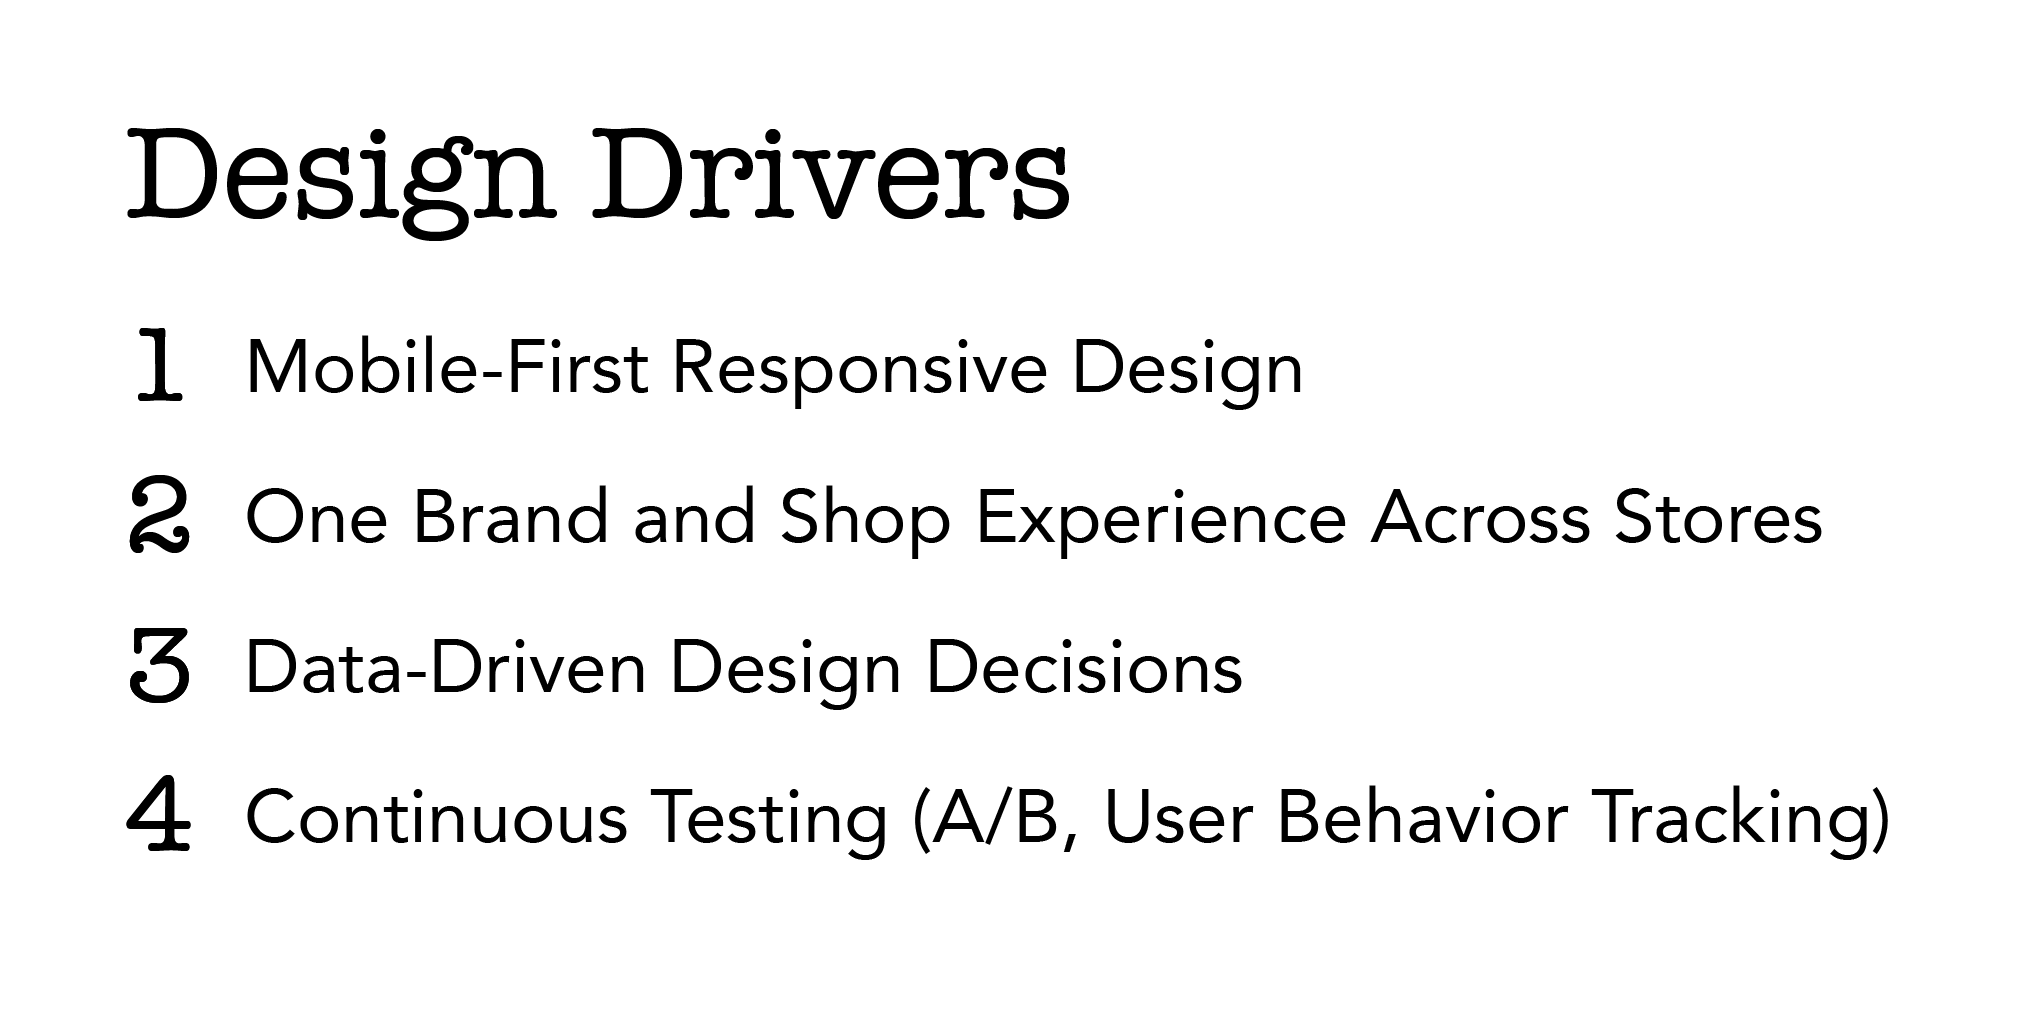 Design Drivers
1 Mobile-First Responsive Design
2 One Brand and Shop Experience Across Stores
3 Data-Driven Design Decisions
4 Continuous Testing (A/B, User Behavior Tracking)